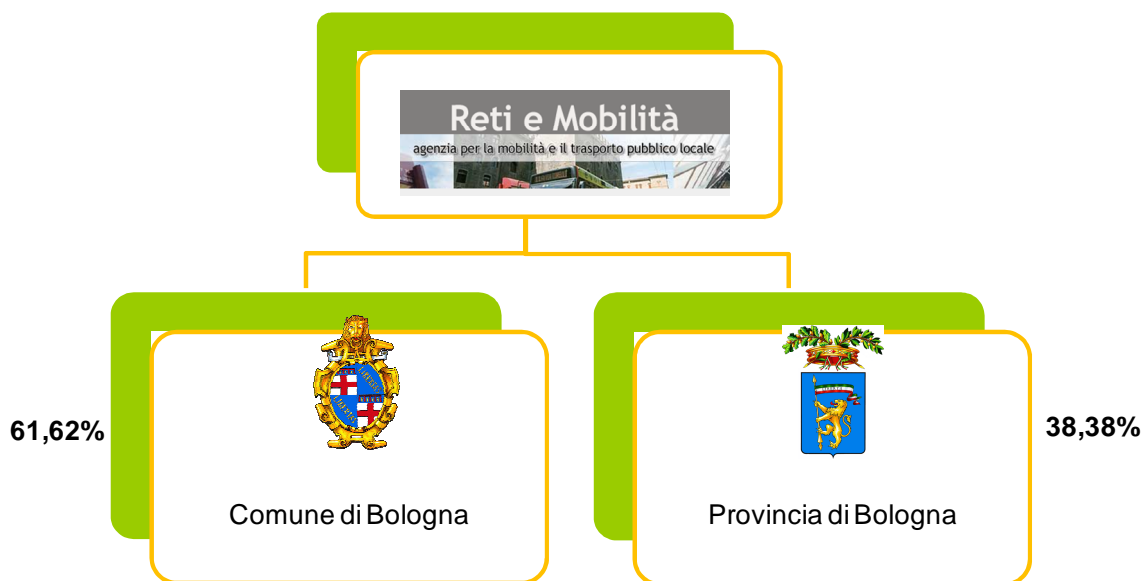 Reti e Mobilità
agenzia per la mobilità e il trasporto pubblico locale
61,62%
Comune di Bologna
38,38%
Provincia di Bologna